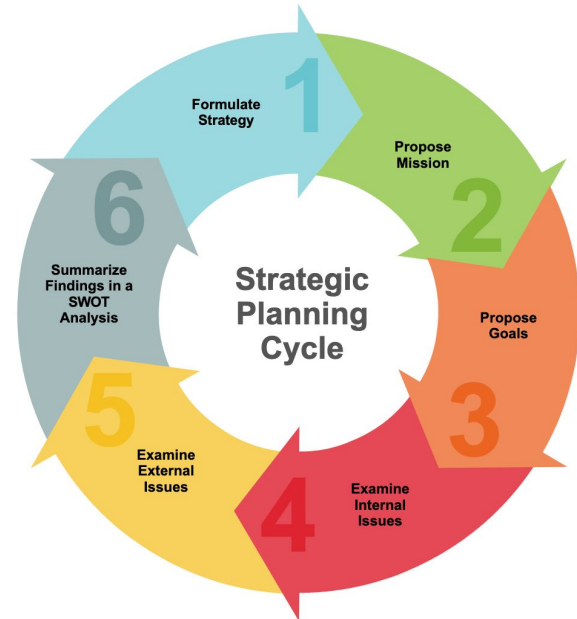 Strategic
Planning
Cycle
1
Formulate
Strategy
2
Propose
Mission
3
Propose
Goals
4
Examine
Internal
Issues
5
Examine
External
Issues
6
Summarize
Findings in a
SWOT
Analysis